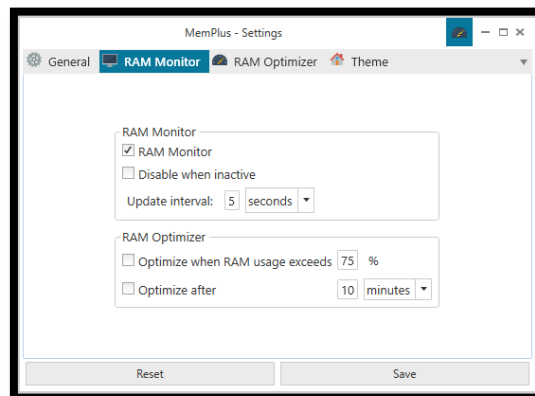 MemPlus - Settings
General RAM Monitor RAM Optimizer Theme
RAM Monitor
RAM Monitor
Disable when inactive
Update interval: 5 seconds
RAM Optimizer
Optimize when RAM usage exceeds 75 %
Optimize after 10 minutes
Reset Save